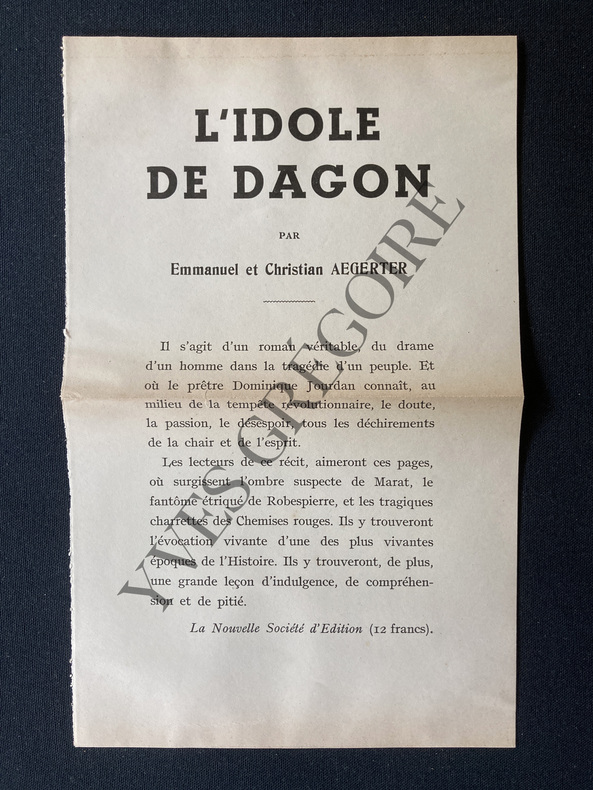 L'IDOLE
DE DAGON
PAR
Emmanuel et Christian AEGERTER
Il s'agit d'un roman véritable, du drame
d'un homme dans la tragédie d'un peuple. Et
où le prêtre Dominique Jourdan connaît, au
milieu de la tempête révolutionnaire, le doute,
la passion, le désespoir, tous les déchirements
de la chair et de l'esprit.
Les lecteurs de ce récit, aimeront ces pages,
où surgissent l'ombre suspecte de Marat, le
fantôme étriqué de Robespierre, et les tragiques
charrettes des Chemises rouges. Ils y trouveront
l'évocation vivante d'une des plus vivantes
époques de l'Histoire. Ils y trouveront, de plus,
une grande leçon d'indulgence, de compréhen-
sion et de pitié.
La Nouvelle Société d'Edition (12 francs).
YVES GRÉGOIRE